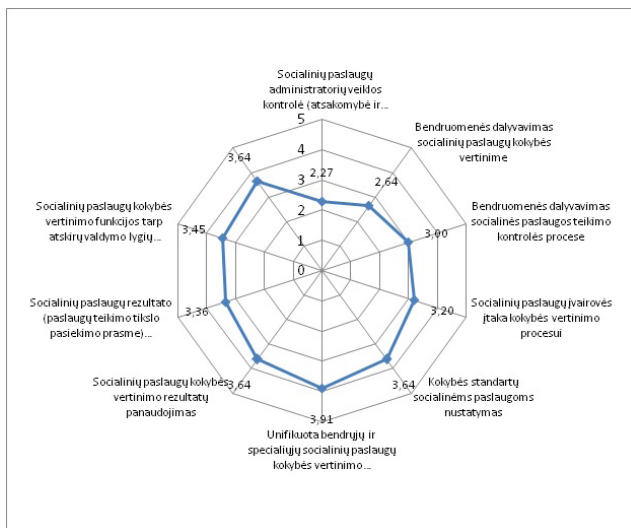 Socialinių paslaugų
administratorių veiklos
kontrolė (atsakomybė ir...
5
Bendruomenės dalyvavimas
socialinių paslaugų kokybės
vertinime
3,64
4
2,27
3
2,64
Socialinių paslaugų kokybės
vertinimo funkcijos tarp
atskirų valdymo lygių...
3,45
2
Bendruomenės dalyvavimas
socialinės paslaugos teikimo
kontrolės procese
3,00
1
0
Socialinių paslaugų rezultato
(paslaugų teikimo tikslo
pasiekimo prasme)...
3,36
Socialinių paslaugų įvairovės
įtaka kokybės vertinimo
procesui
3,20
Socialinių paslaugų kokybės
vertinimo rezultatų
panaudojimas
3,64
Kokybės standartų
socialinėms paslaugoms
nustatymas
3,64
3,91
Unifikuota bendrųjų ir
specialiųjų socialinių paslaugų
kokybės vertinimo...